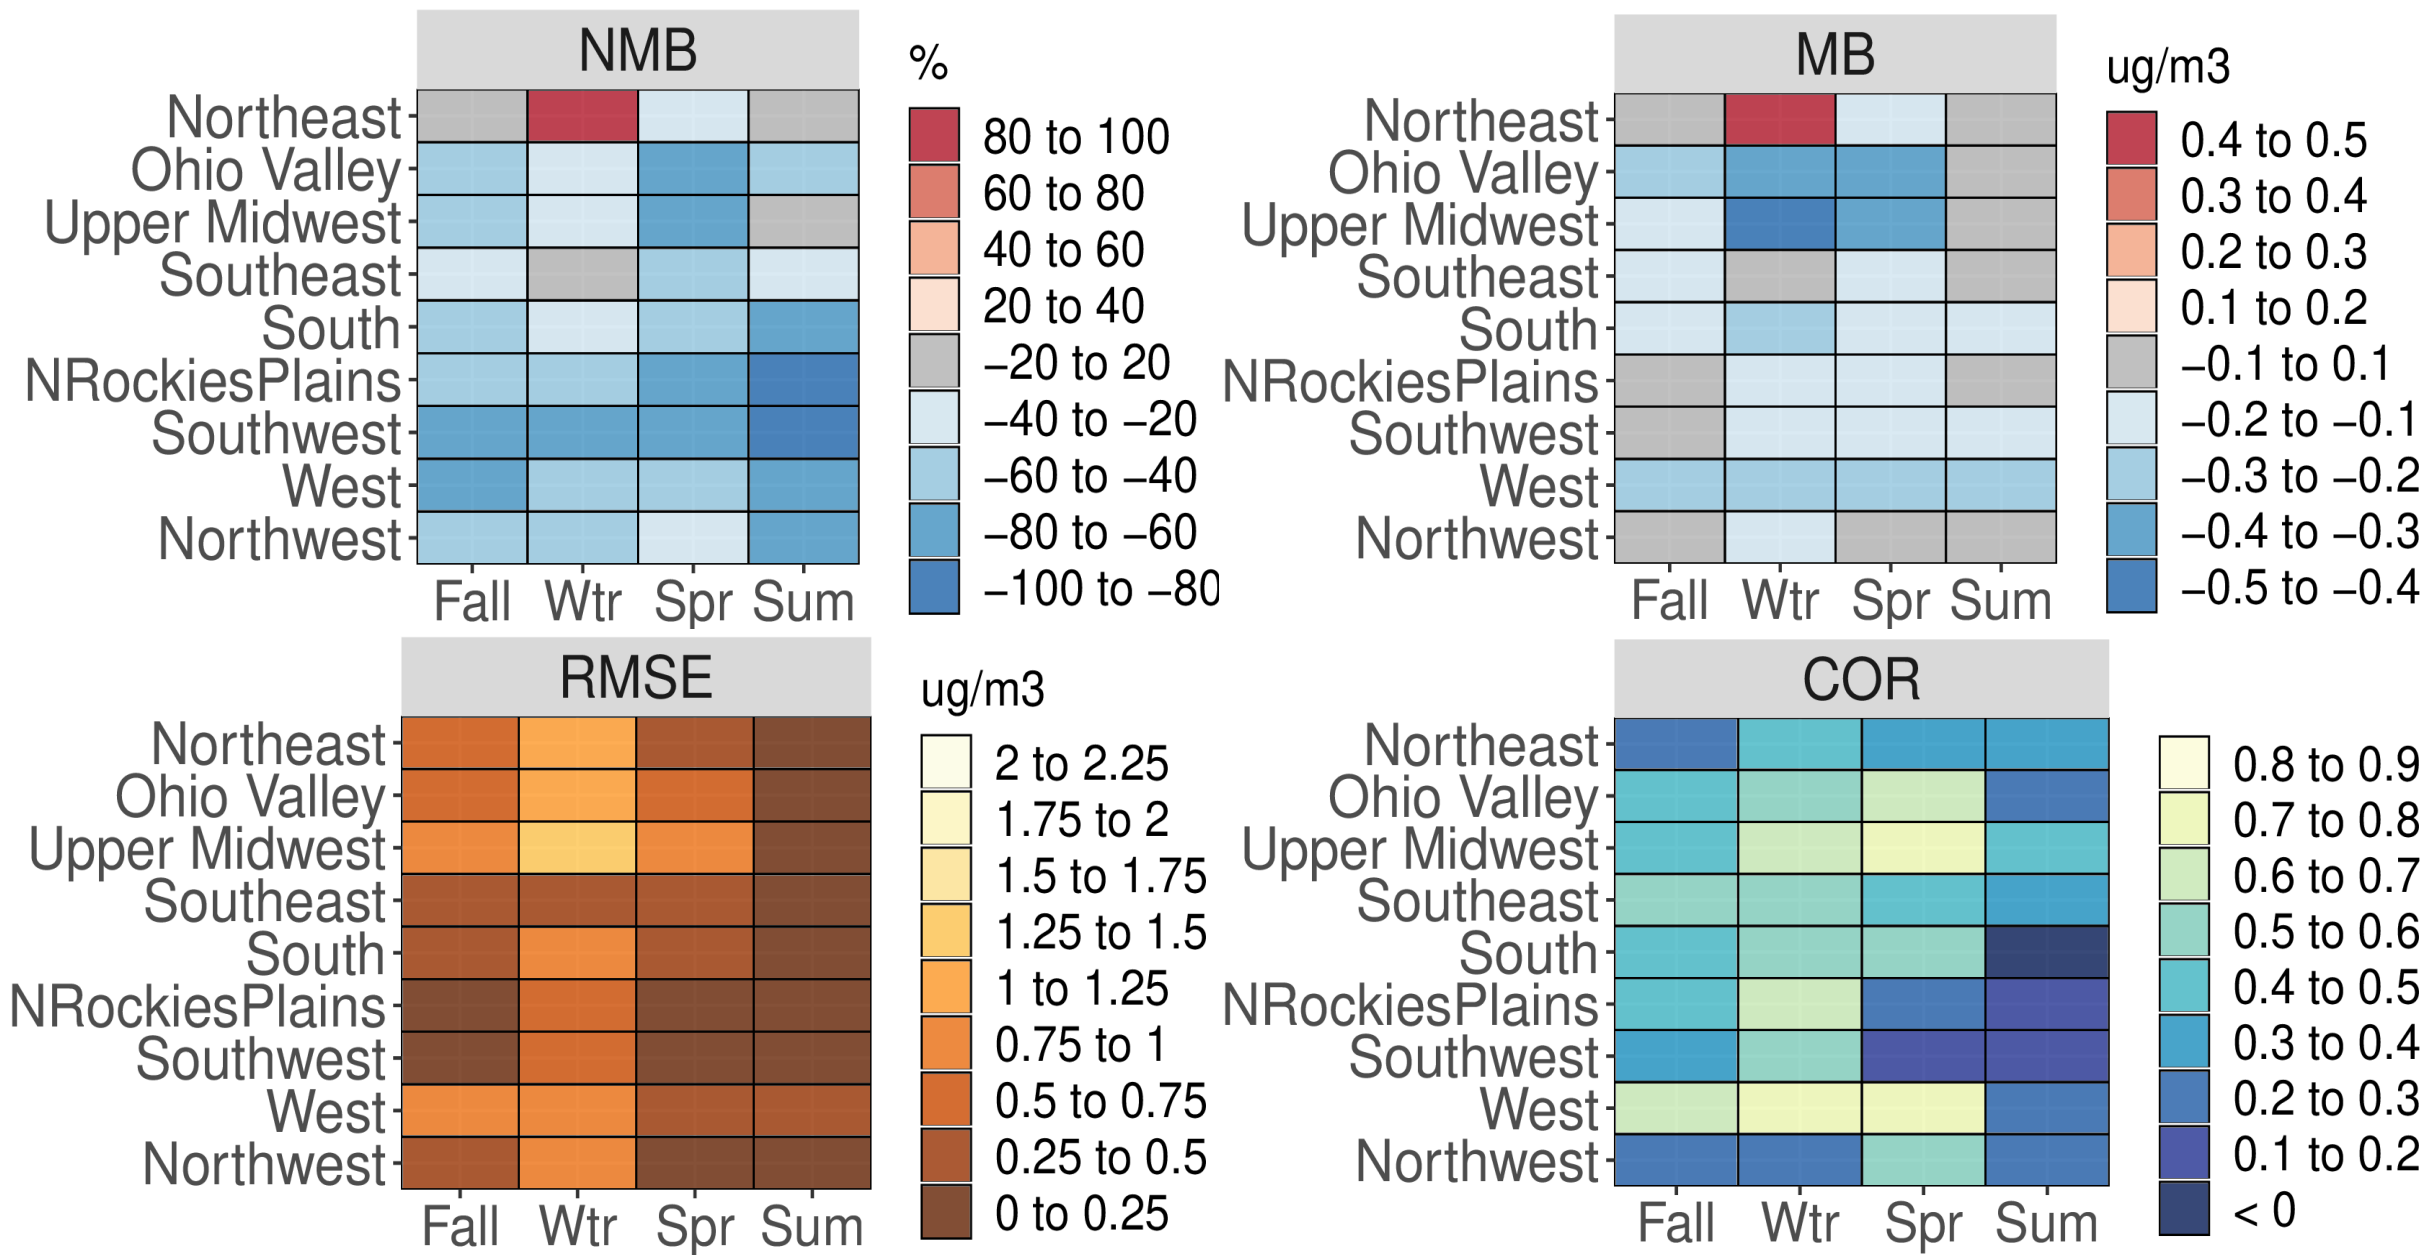 NMB
%
Northeast
Ohio Valley
Upper Midwest
Southeast
South
NRockiesPlains
Southwest
West
Northwest
Fall Wtr Spr Sum
80 to 100
60 to 80
40 to 60
20 to 40
−20 to 20
−40 to −20
−60 to −40
−80 to −60
−100 to −80
MB
ug/m3
Northeast
Ohio Valley
Upper Midwest
Southeast
South
NRockiesPlains
Southwest
West
Northwest
Fall Wtr Spr Sum
0.4 to 0.5
0.3 to 0.4
0.2 to 0.3
0.1 to 0.2
−0.1 to 0.1
−0.2 to −0.1
−0.3 to −0.2
−0.4 to −0.3
−0.5 to −0.4
RMSE
ug/m3
Northeast
Ohio Valley
Upper Midwest
Southeast
South
NRockiesPlains
Southwest
West
Northwest
Fall Wtr Spr Sum
2 to 2.25
1.75 to 2
1.5 to 1.75
1.25 to 1.5
1 to 1.25
0.75 to 1
0.5 to 0.75
0.25 to 0.5
0 to 0.25
COR
Northeast
Ohio Valley
Upper Midwest
Southeast
South
NRockiesPlains
Southwest
West
Northwest
Fall Wtr Spr Sum
0.8 to 0.9
0.7 to 0.8
0.6 to 0.7
0.5 to 0.6
0.4 to 0.5
0.3 to 0.4
0.2 to 0.3
0.1 to 0.2
< 0